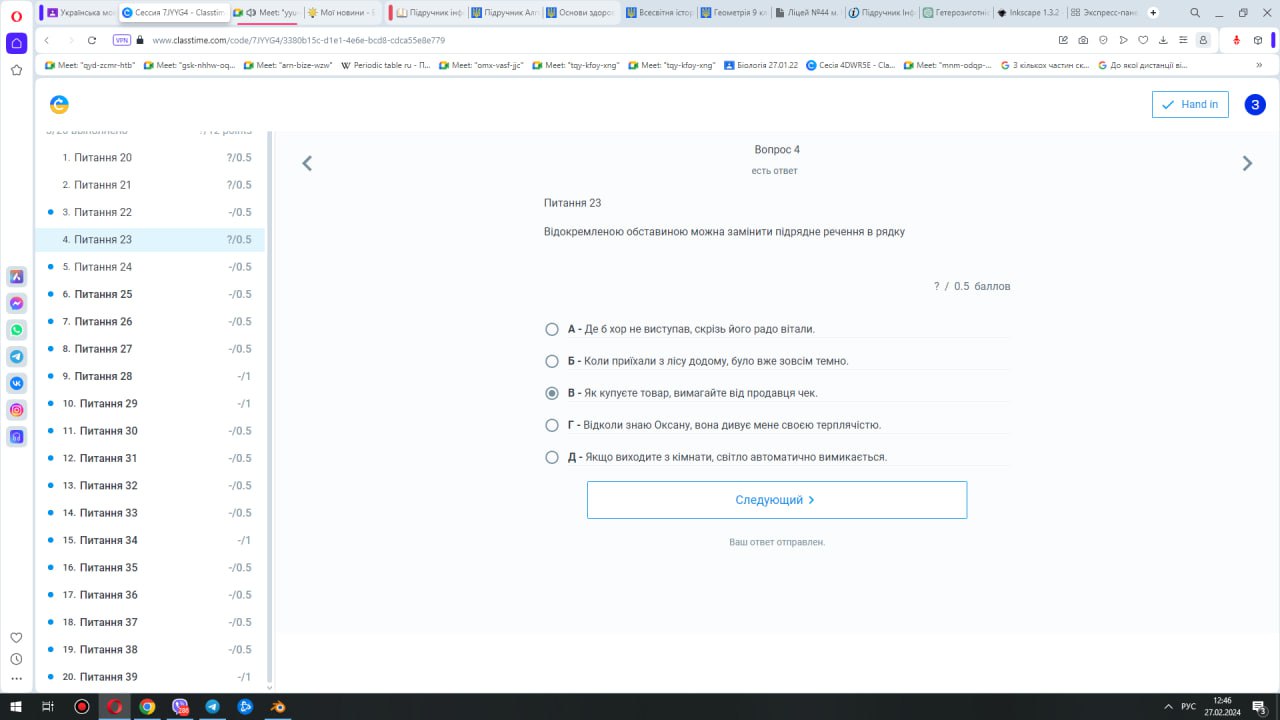 Українська мо
Сессия 7JYYG4 - Classtim
Meet: "yyu
Мої новини - Е
Підручник інф
Підручник Алг
Основи здоров
Всесвітня істор
Геометрія 9 кл
Ліцей №44 в
Підручник Інф
Гетерозиготні
Inkscape 1.3.2
Экспресс-пане
VPN
www.classtime.com/code/7JYYG4/3380b15c-d1e1-4e6e-bcd8-cdca55e8e779
Meet: "qyd-zcmr-htb"
Meet: "gsk-nhhw-oq...
Meet: "arn-bize-wzw"
Periodic table ru - П...
Meet: "omx-vasf-jjc"
Meet: "tqy-kfoy-xng"
Meet: "tqy-kfoy-xng"
Біологія 27.01.22
Сесія 4DWR5E - Cla...
Meet: "mnm-odqp-...
З кількох частин ск...
До якої дистанції ві...
»
Hand in
З
?/12 points
1. Питання 20 ?/0.5
2. Питання 21 ?/0.5
3. Питання 22 -/0.5
4. Питання 23 ?/0.5
5. Питання 24 -/0.5
6. Питання 25 -/0.5
7. Питання 26 -/0.5
8. Питання 27 -/0.5
9. Питання 28 -/1
10. Питання 29 -/1
11. Питання 30 -/0.5
12. Питання 31 -/0.5
13. Питання 32 -/0.5
14. Питання 33 -/0.5
15. Питання 34 -/1
16. Питання 35 -/0.5
17. Питання 36 -/0.5
18. Питання 37 -/0.5
19. Питання 38 -/0.5
20. Питання 39 -/1
Вопрос 4
есть ответ
Питання 23
Відокремленою обставиною можна замінити підрядне речення в рядку
? / 0.5 баллов
А - Де б хор не виступав, скрізь його радо вітали.
Б - Коли приїхали з лісу додому, було вже зовсім темно.
В - Як купуєте товар, вимагайте від продавця чек.
Г - Відколи знаю Оксану, вона дивує мене своєю терплячістю.
Д - Якщо виходите з кімнати, світло автоматично вимикається.
Следующий
Ваш ответ отправлен.
РУС
12:46
27.02.2024